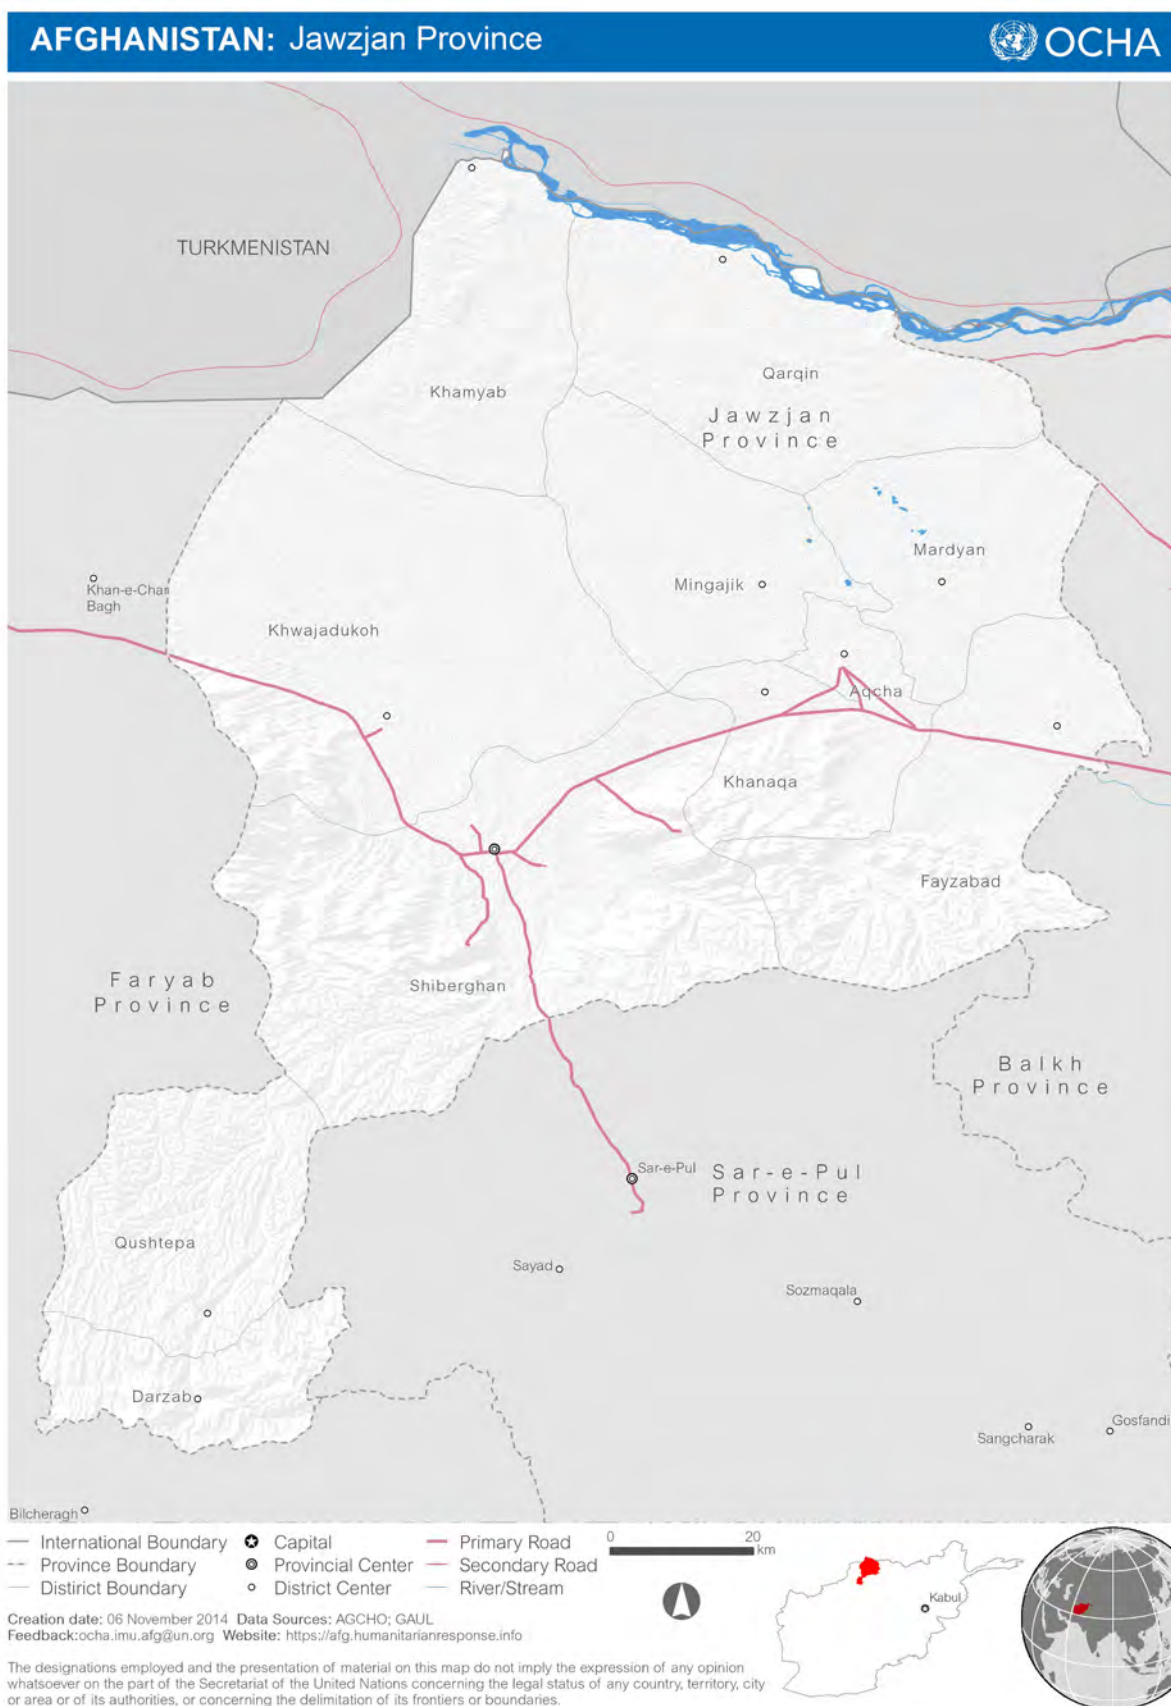 AFGHANISTAN: Jawzjan Province
OCHA
TURKMENISTAN
Khamyab
Qarqin
Jawzjan
Province
Mardyan
Mingajik
Khan-e-Char
Bagh
Khwajadukoh
Aqcha
Khanaqa
Fayzabad
Faryab
Province
Shiberghan
Balkh
Province
Sar-e-Pul
Sar-e-Pul
Province
Qushtepa
Sayad
Sozmaqala
Darzab
Gosfandi
Sangcharak
Bilcheragh
International Boundary
Province Boundary
Distirict Boundary
Capital
Provincial Center
District Center
Primary Road
Secondary Road
River/Stream
0 20
km
Kabul
Creation date: 06 November 2014 Data Sources: AGCHO; GAUL
Feedback:ocha.imu.afg@un.org Website: https://afg.humanitarianresponse.info
The designations employed and the presentation of material on this map do not imply the expression of any opinion
whatsoever on the part of the Secretariat of the United Nations concerning the legal status of any country, territory, city
or area or of its authorities, or concerning the delimitation of its frontiers or boundaries.